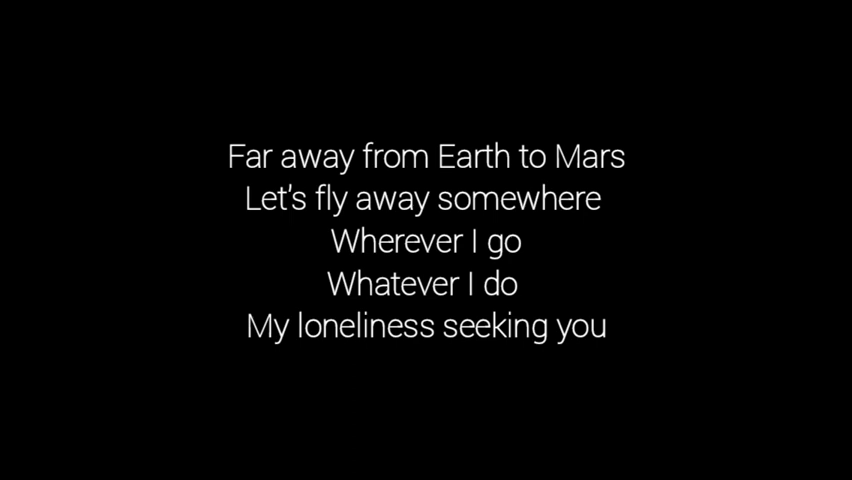 Far away from Earth to Mars
Let's fly away somewhere
Wherever I go
Whatever I do
My loneliness seeking you